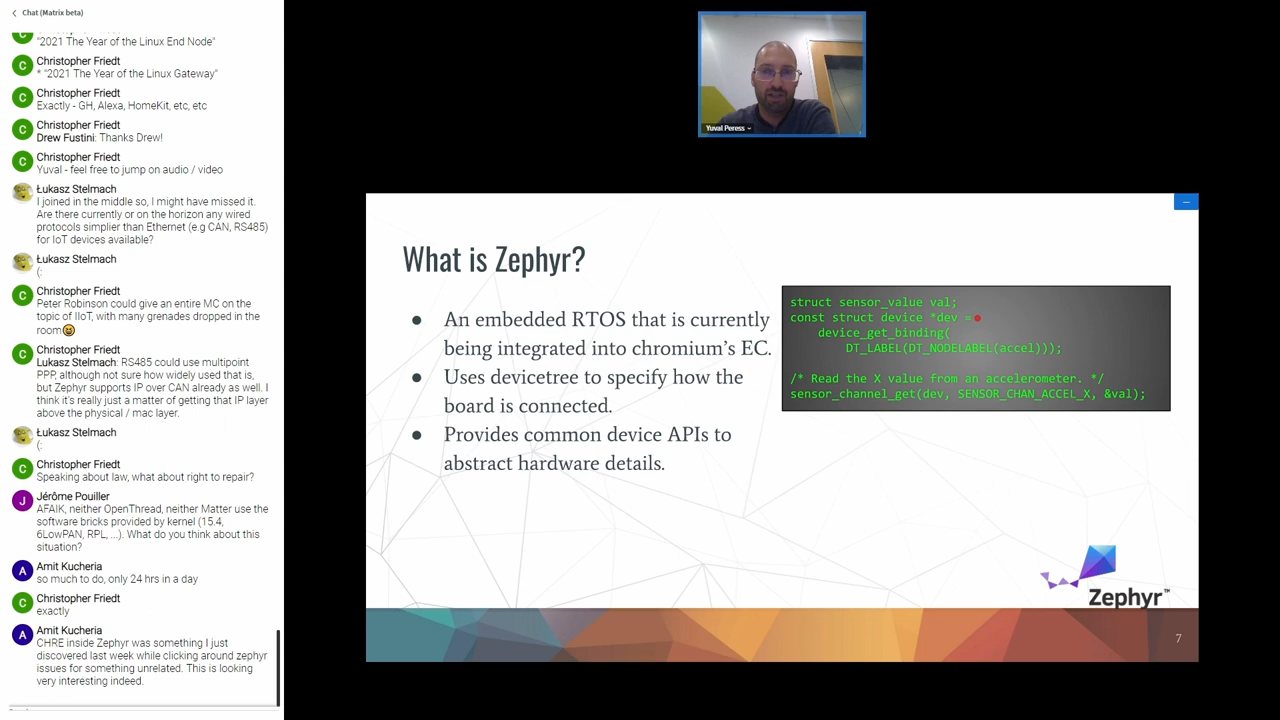 Chat (Matrix beta)
"2021 The Year of the Linux End Node"
Christopher Friedt
* "2021 The Year of the Linux Gateway"
Christopher Friedt
Exactly - GH, Alexa, HomeKit, etc, etc
Christopher Friedt
Drew Fustini: Thanks Drew!
Christopher Friedt
Yuval - feel free to jump on audio / video
Łukasz Stelmach
I joined in the middle so, I might have missed it.
Are there currently or on the horizon any wired
protocols simplier than Ethernet (e.g CAN, RS485)
for IoT devices available?
Łukasz Stelmach
(:
Christopher Friedt
Peter Robinson could give an entire MC on the
topic of IIoT, with many grenades dropped in the
room😄
Christopher Friedt
Łukasz Stelmach: RS485 could use multipoint
PPP, although not sure how widely used that is,
but Zephyr supports IP over CAN already as well. I
think it's really just a matter of getting that IP layer
above the physical / mac layer.
Łukasz Stelmach
(:
Christopher Friedt
Speaking about law, what about right to repair?
Jérôme Pouiller
AFAIK, neither OpenThread, neither Matter use the
software bricks provided by kernel (15.4,
6LowPAN, RPL, ...). What do you think about this
situation?
Amit Kucheria
so much to do, only 24 hrs in a day
Christopher Friedt
exactly
Amit Kucheria
CHRE inside Zephyr was something I just
discovered last week while clicking around zephyr
issues for something unrelated. This is looking
very interesting indeed.
Yuval Peress
What is Zephyr?
● An embedded RTOS that is currently
being integrated into chromium's EC.
● Uses devicetree to specify how the
board is connected.
● Provides common device APIs to
abstract hardware details.
struct sensor_value val;
const struct device *dev =
device_get_binding(
DT_LABEL(DT_NODELABEL(accel)));
/* Read the X value from an accelerometer. */
sensor_channel_get(dev, SENSOR_CHAN_ACCEL_X, &val);
Zephyr™
7